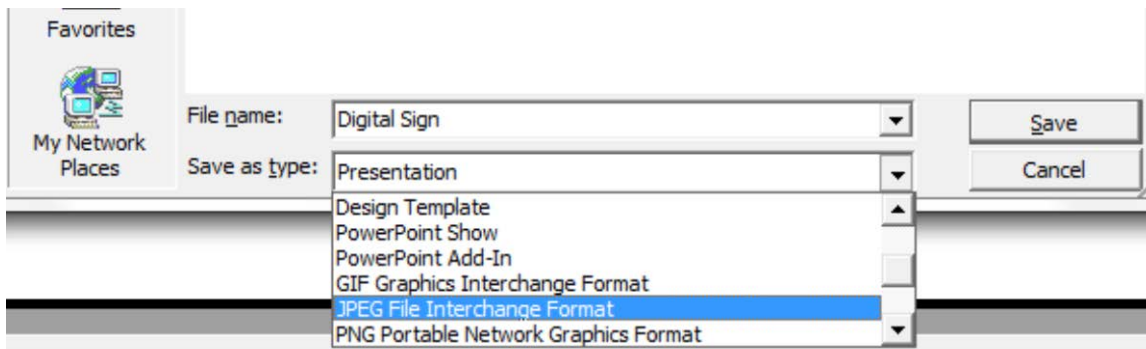 Favorites
My Network
Places
File name:
Digital Sign
Save
Save as type:
Presentation
Cancel
Design Template
PowerPoint Show
PowerPoint Add-In
GIF Graphics Interchange Format
JPEG File Interchange Format
PNG Portable Network Graphics Format